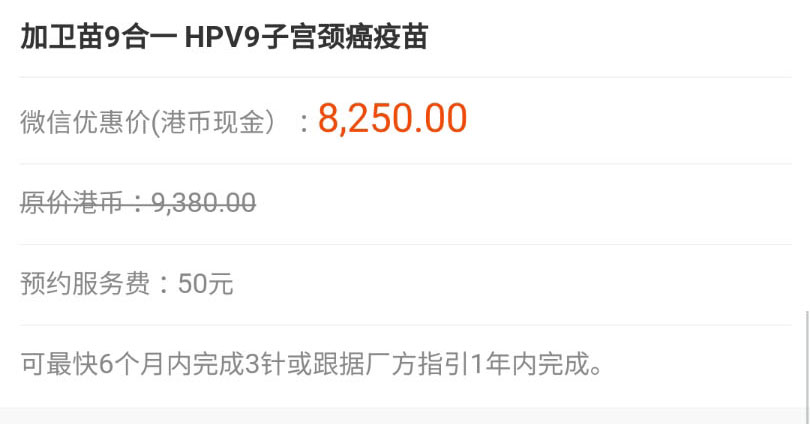 加卫苗9合一 HPV9子宫颈癌疫苗
微信优惠价(港币现金）：8,250.00
原价港币：9,380.00
预约服务费：50元
可最快6个月内完成3针或跟据厂方指引1年内完成。